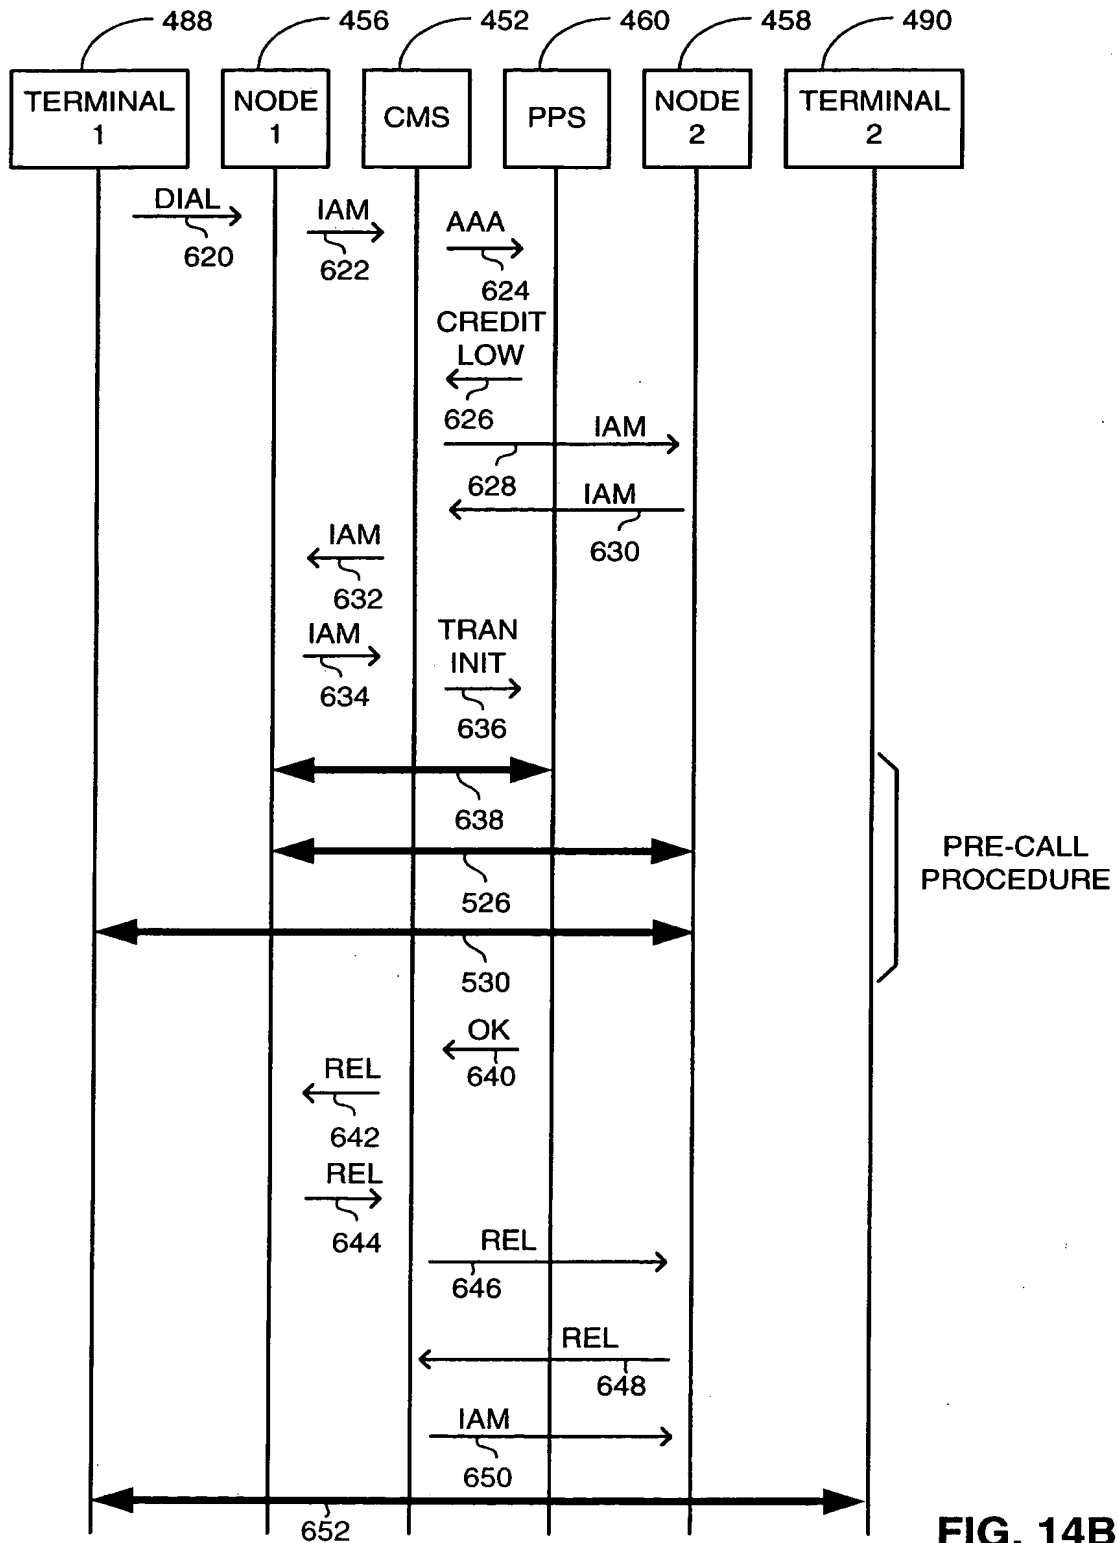 488
456
452
460
458
490
TERMINAL
1
NODE
1
CMS
PPS
NODE
2
TERMINAL
2
DIAL
620
IAM
622
AAA
624
CREDIT
LOW
626
IAM
628
IAM
630
IAM
632
IAM
634
TRAN
INIT
636
638
526
530
PRE-CALL
PROCEDURE
OK
640
REL
642
REL
644
REL
646
REL
648
IAM
650
652
FIG. 14B